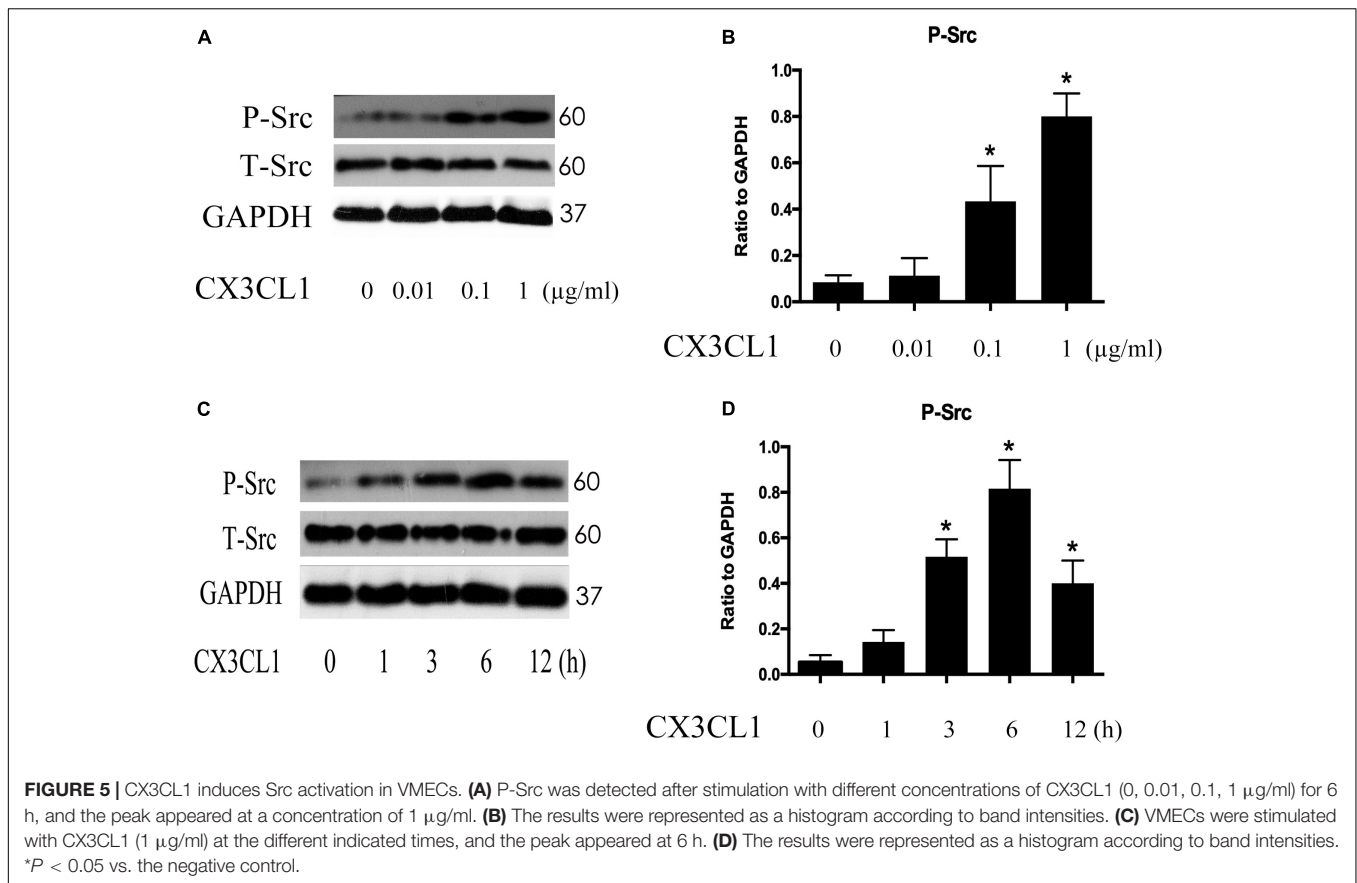 A
P-Src 60
T-Src 60
GAPDH 37
CX3CL1 0 0.01 0.1 1 (µg/ml)
B
P-Src
Ratio to GAPDH
1.0
0.8
0.6
0.4
0.2
0.0
* *
CX3CL1 0 0.01 0.1 1 (µg/ml)
C
P-Src 60
T-Src 60
GAPDH 37
CX3CL1 0 1 3 6 12 (h)
D
P-Src
Ratio to GAPDH
1.0
0.8
0.6
0.4
0.2
0.0
* * *
CX3CL1 0 1 3 6 12 (h)
FIGURE 5 | CX3CL1 induces Src activation in VMECs. (A) P-Src was detected after stimulation with different concentrations of CX3CL1 (0, 0.01, 0.1, 1 µg/ml) for 6
h, and the peak appeared at a concentration of 1 µg/ml. (B) The results were represented as a histogram according to band intensities. (C) VMECs were stimulated
with CX3CL1 (1 µg/ml) at the different indicated times, and the peak appeared at 6 h. (D) The results were represented as a histogram according to band intensities.
*P < 0.05 vs. the negative control.